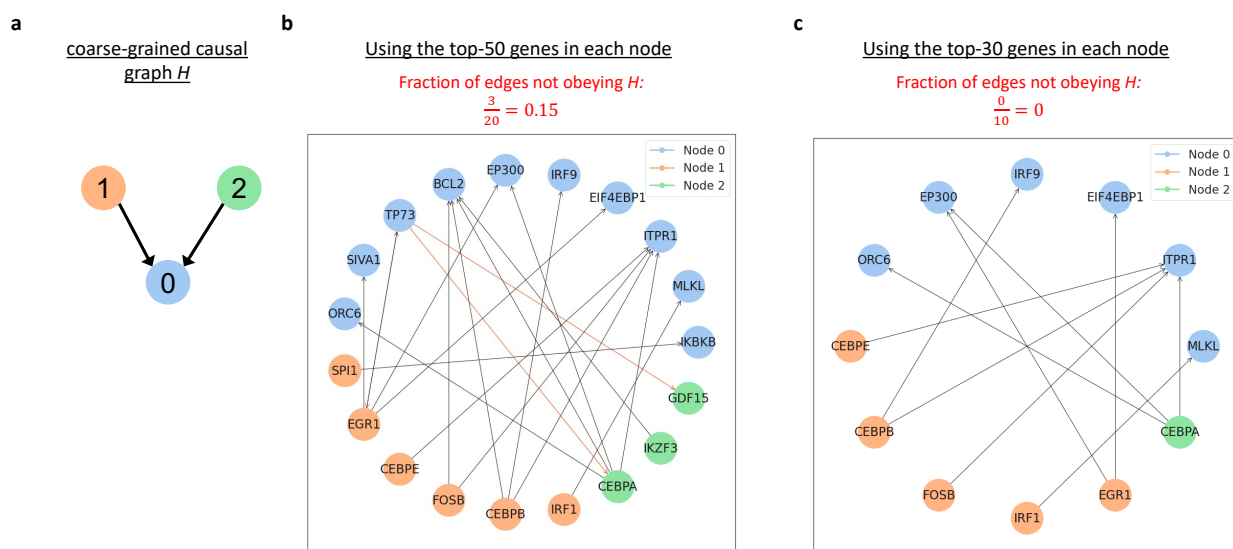 a
coarse-grained causal
graph H
1
2
0
b
Using the top-50 genes in each node
Fraction of edges not obeying H:
3/20 = 0.15
Node 0
Node 1
Node 2
EP300
IRF9
BCL2
EIF4EBP1
TP73
ITPR1
SIVA1
MLKL
ORC6
IKBKB
SPI1
GDF15
EGR1
IKZF3
CEBPE
CEBPA
FOSB
CEBPB
IRF1
c
Using the top-30 genes in each node
Fraction of edges not obeying H:
0/10 = 0
Node 0
Node 1
Node 2
IRF9
EP300
EIF4EBP1
ORC6
ITPR1
CEBPE
MLKL
CEBPB
CEBPA
FOSB
EGR1
IRF1